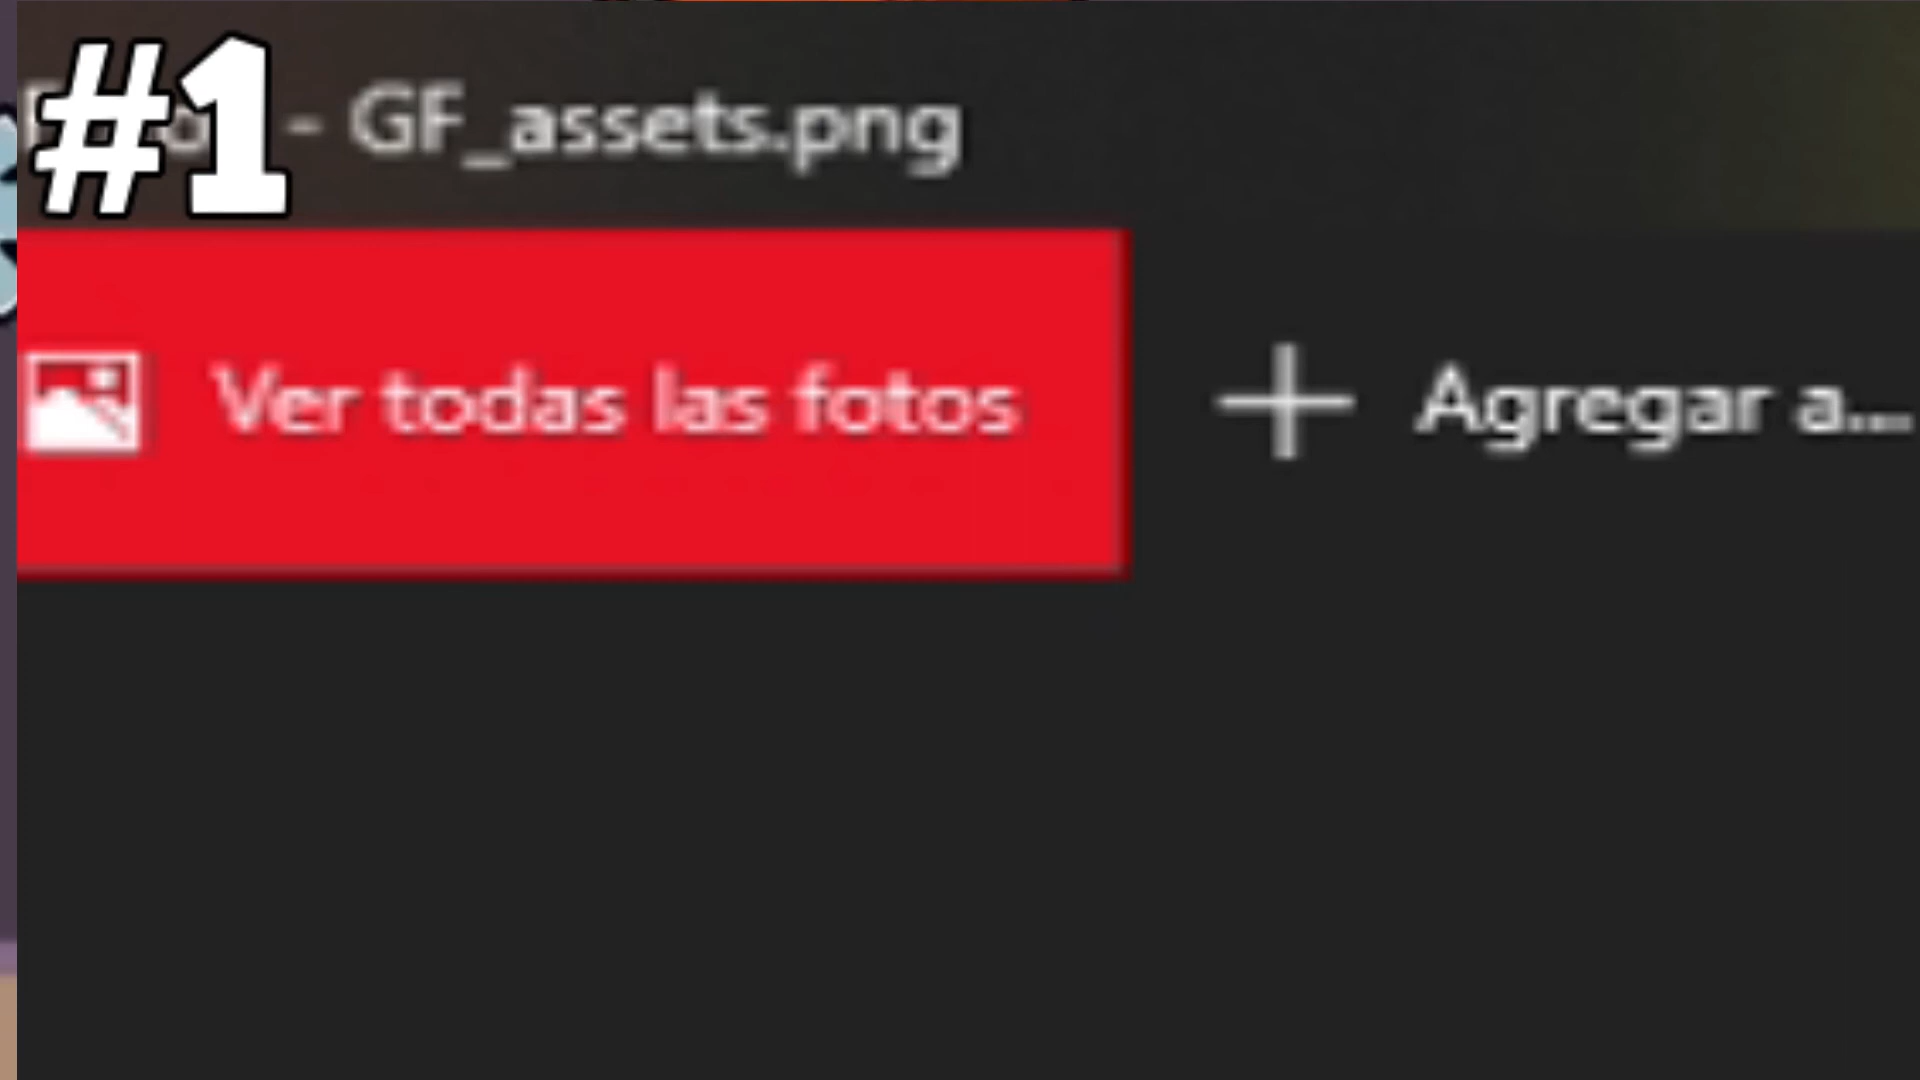 #1
- GF_assets.png
Ver todas las fotos
Agregar a...